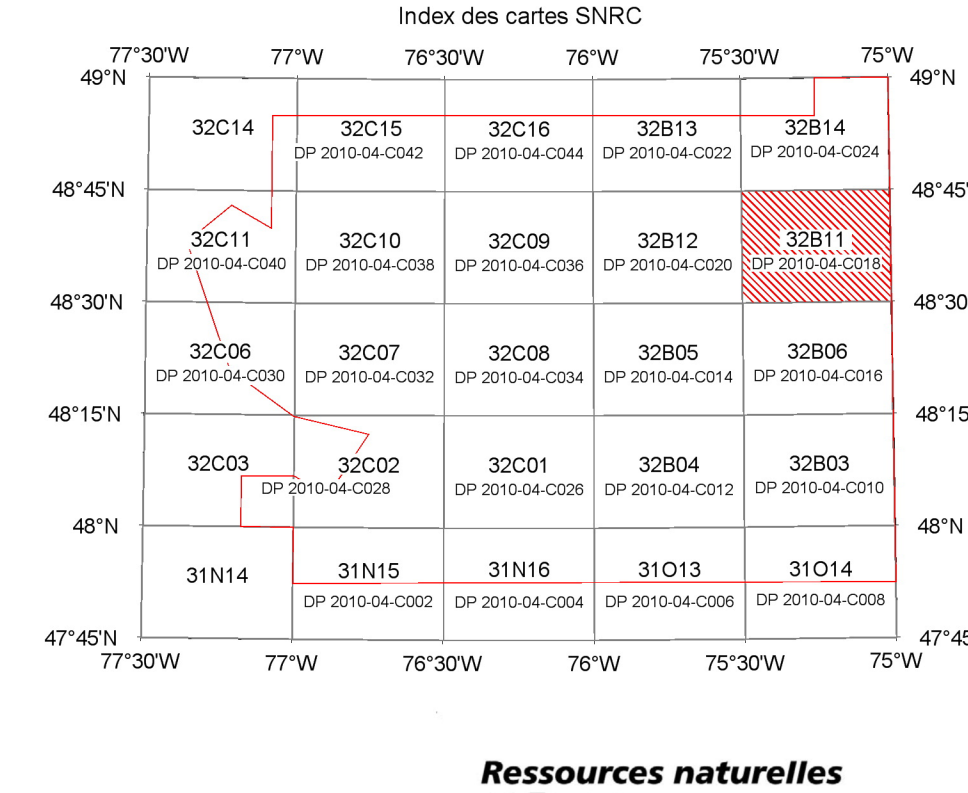 Index des cartes SNRC
77°30'W 77°W 76°30'W 76°W 75°30'W 75°W
49°N 49°N
32C14 32C15 32C16 32B13 32B14
DP 2010-04-C042 DP 2010-04-C044 DP 2010-04-C022 DP 2010-04-C024
48°45'N 48°45'
32C11 32C10 32C09 32B12 32B11
DP 2010-04-C040 DP 2010-04-C038 DP 2010-04-C036 DP 2010-04-C020 DP 2010-04-C018
48°30'N 48°30
32C06 32C07 32C08 32B05 32B06
DP 2010-04-C030 DP 2010-04-C032 DP 2010-04-C034 DP 2010-04-C014 DP 2010-04-C016
48°15'N 48°15
32C03 32C02 32C01 32B04 32B03
DP 2010-04-C028 DP 2010-04-C026 DP 2010-04-C012 DP 2010-04-C010
48°N 48°N
31N14 31N15 31N16 31O13 31O14
DP 2010-04-C002 DP 2010-04-C004 DP 2010-04-C006 DP 2010-04-C008
47°45'N 47°45
77°30'W 77°W 76°30'W 76°W 75°30'W 75°W
Ressources naturelles